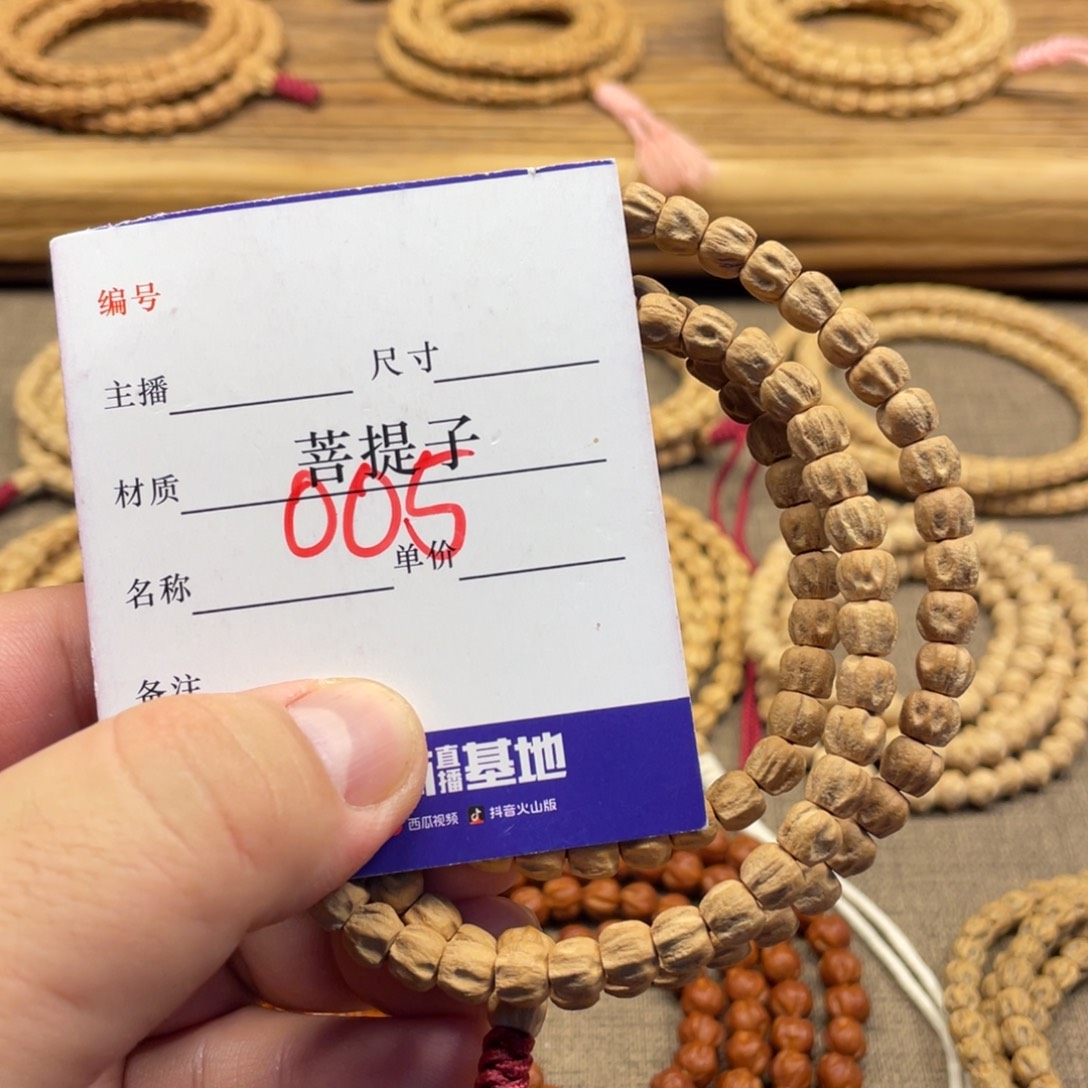 编号
主播 尺寸
菩提子
材质
005
名称 单价
备注
直播基地
西瓜视频 抖音火山版